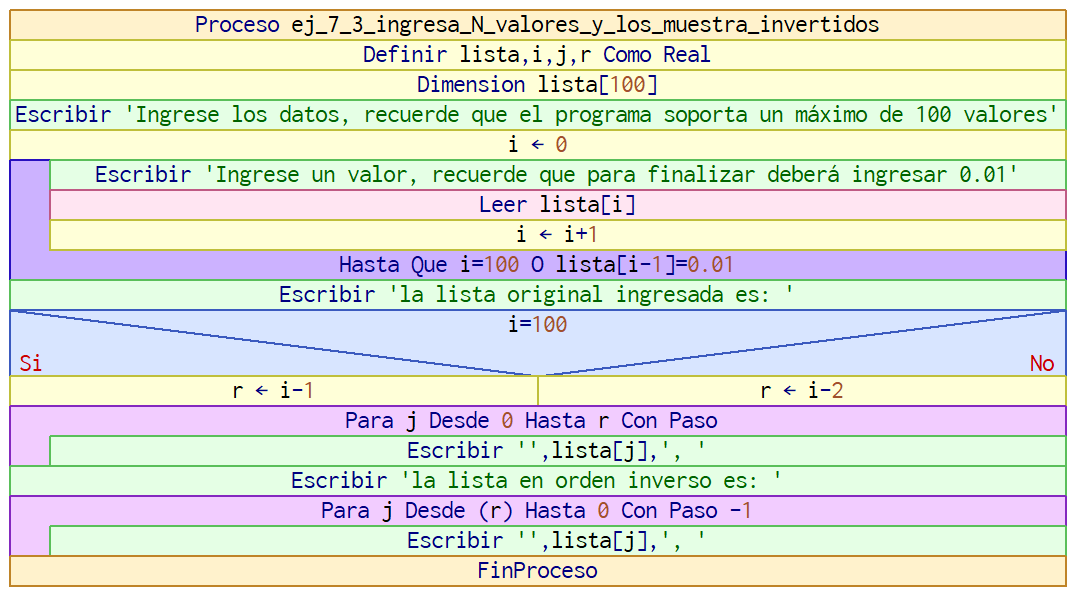 Proceso ej_7_3_ingresa_N_valores_y_los_muestra_invertidos
Definir lista,i,j,r Como Real
Dimension lista[100]
Escribir 'Ingrese los datos, recuerde que el programa soporta un máximo de 100 valores'
i ← 0
Escribir 'Ingrese un valor, recuerde que para finalizar deberá ingresar 0.01'
Leer lista[i]
i ← i+1
Hasta Que i=100 O lista[i-1]=0.01
Escribir 'la lista original ingresada es: '
i=100
Si No
r ← i-1 r ← i-2
Para j Desde 0 Hasta r Con Paso
Escribir '',lista[j],', '
Escribir 'la lista en orden inverso es: '
Para j Desde (r) Hasta 0 Con Paso -1
Escribir '',lista[j],', '
FinProceso